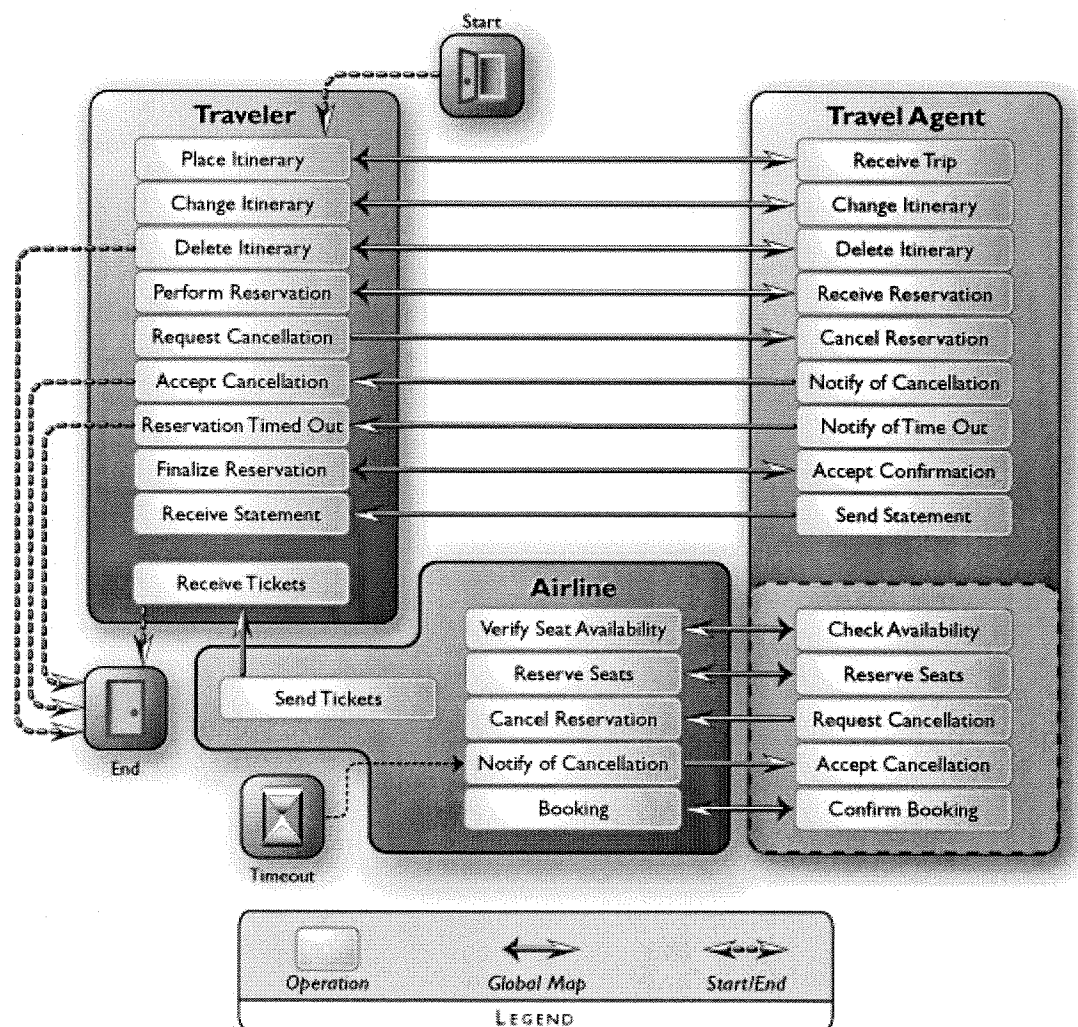 Start
Traveler
Place Itinerary
Change Itinerary
Delete Itinerary
Perform Reservation
Request Cancellation
Accept Cancellation
Reservation Timed Out
Finalize Reservation
Receive Statement
Receive Tickets
Travel Agent
Receive Trip
Change Itinerary
Delete Itinerary
Receive Reservation
Cancel Reservation
Notify of Cancellation
Notify of Time Out
Accept Confirmation
Send Statement
Airline
Verify Seat Availability
Reserve Seats
Send Tickets
Cancel Reservation
Notify of Cancellation
Booking
Check Availability
Reserve Seats
Request Cancellation
Accept Cancellation
Confirm Booking
End
Timeout
Operation
Global Map
Start/End
LEGEND